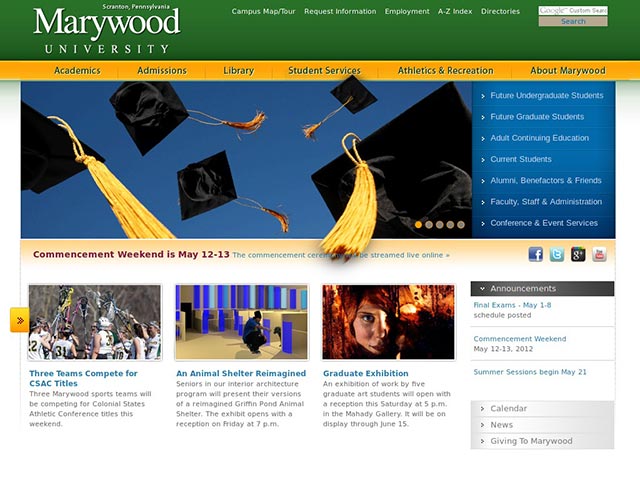 Scranton, Pennsylvania
Marywood
UNIVERSITY
Campus Map/Tour Request Information Employment A-Z Index Directories
Google Custom Sear
Search
Academics Admissions Library Student Services Athletics & Recreation About Marywood
Future Undergraduate Students
Future Graduate Students
Adult Continuing Education
Current Students
Alumni, Benefactors & Friends
Faculty, Staff & Administration
Conference & Event Services
Commencement Weekend is May 12-13 The commencement be streamed live online »
Three Teams Compete for
CSAC Titles
Three Marywood sports teams will
be competing for Colonial States
Athletic Conference titles this
weekend.
An Animal Shelter Reimagined
Seniors in our interior architecture
program will present their versions
of a reimagined Griffin Pond Animal
Shelter. The exhibit opens with a
reception on Friday at 7 p.m.
Graduate Exhibition
An exhibition of work by five
graduate art students will open with
a reception this Saturday at 5 p.m.
in the Mahady Gallery. It will be on
display through June 15.
Announcements
Final Exams - May 1-8
schedule posted
Commencement Weekend
May 12-13, 2012
Summer Sessions begin May 21
Calendar
News
Giving To Marywood